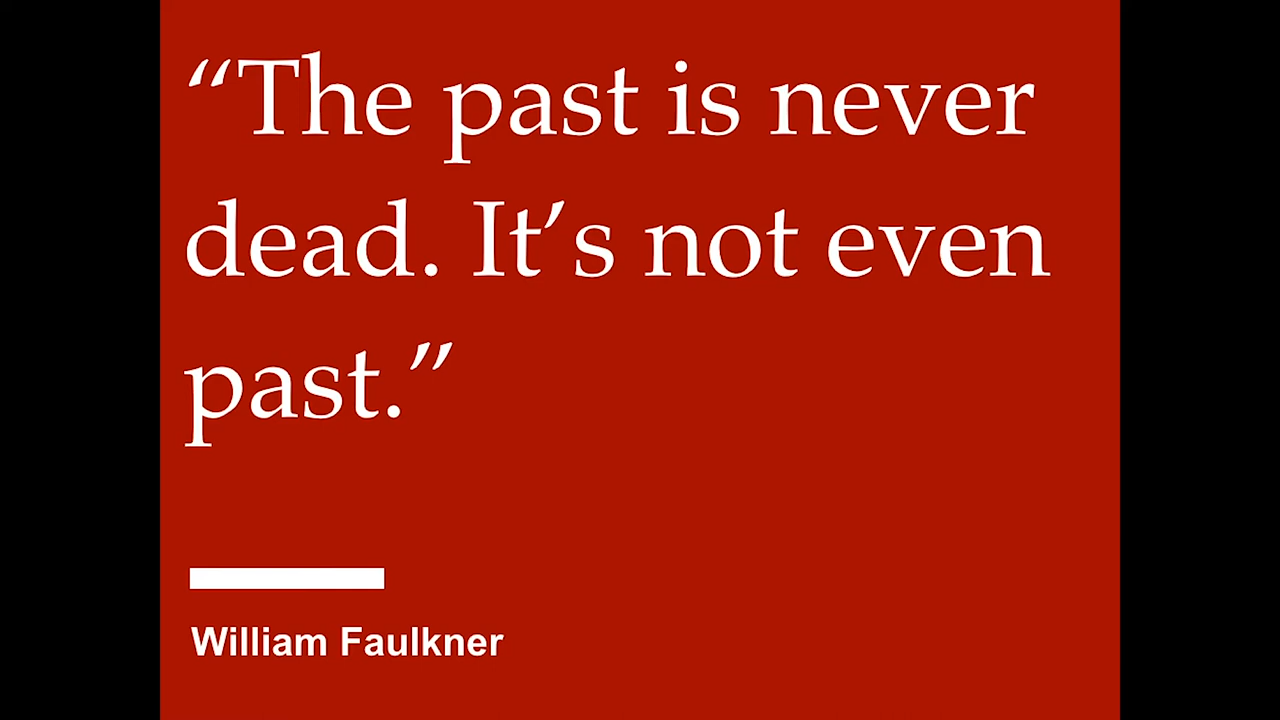 “The past is never
dead. It’s not even
past.”
William Faulkner